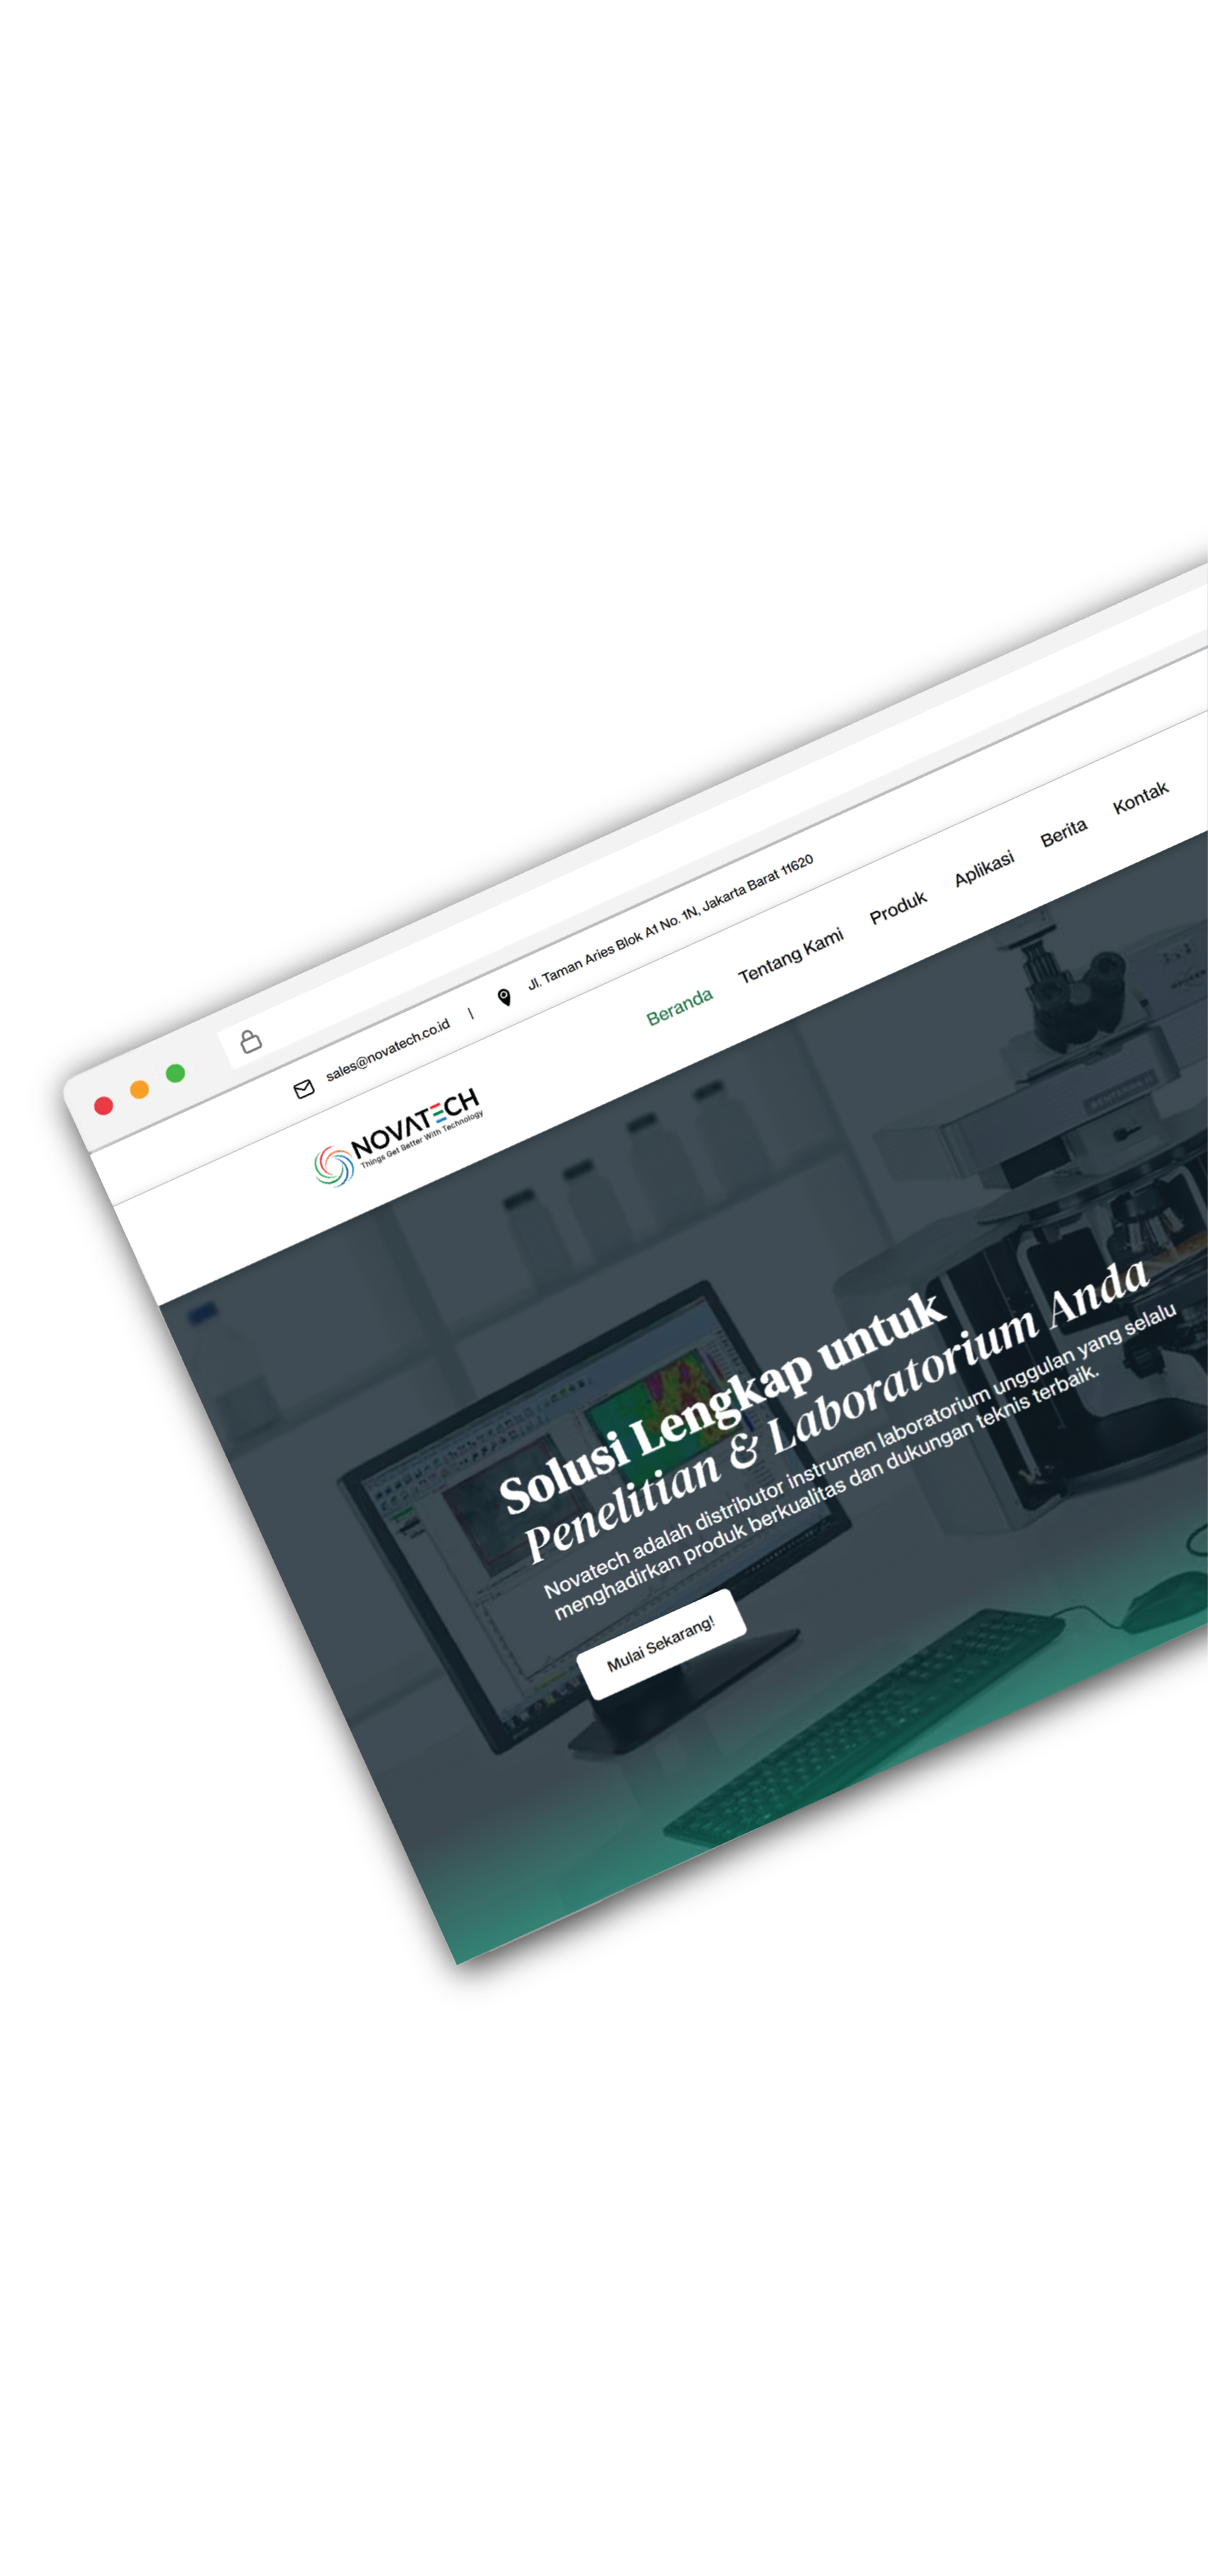 sales@novatech.co.id | Jl. Taman Aries Blok A1 No. 1N, Jakarta Barat 11620
NOVATECH
Things Get Better With Technology
Beranda Tentang Kami Produk Aplikasi Berita Kontak
Solusi Lengkap untuk
Penelitian & Laboratorium Anda
Novatech adalah distributor instrumen laboratorium unggulan yang selalu
menghadirkan produk berkualitas dan dukungan teknis terbaik.
Mulai Sekarang!